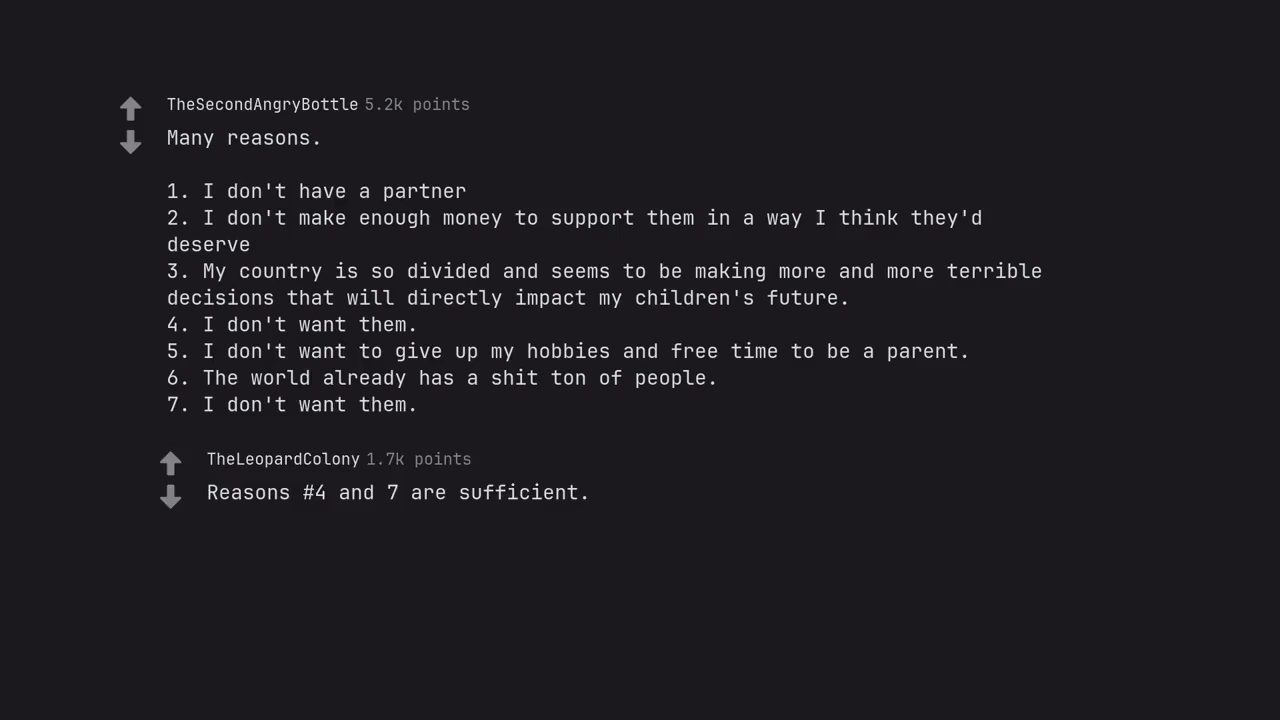 TheSecondAngryBottle 5.2k points
Many reasons.
1. I don't have a partner
2. I don't make enough money to support them in a way I think they'd
deserve
3. My country is so divided and seems to be making more and more terrible
decisions that will directly impact my children's future.
4. I don't want them.
5. I don't want to give up my hobbies and free time to be a parent.
6. The world already has a shit ton of people.
7. I don't want them.
TheLeopardColony 1.7k points
Reasons #4 and 7 are sufficient.